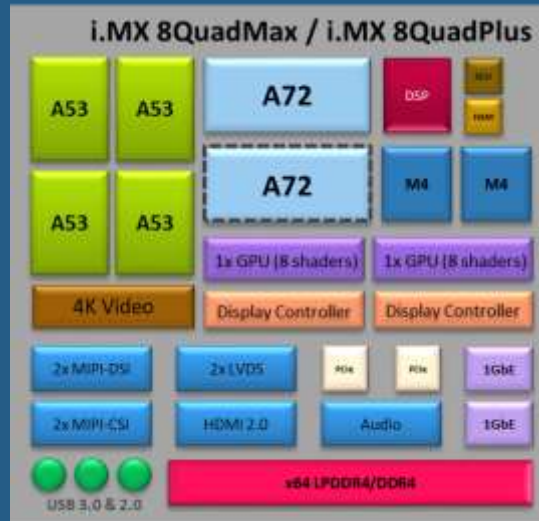 i.MX 8QuadMax / i.MX 8QuadPlus
A53 A53 A72 DSP
A53 A53 A72 M4 M4
1x GPU (8 shaders) 1x GPU (8 shaders)
4K Video Display Controller Display Controller
2x MIPI-DSI 2x LVDS PCIe PCIe 1GbE
2x MIPI-CSI HDMI 2.0 Audio 1GbE
x64 LPDDR4/DDR4
USB 3.0 & 2.0